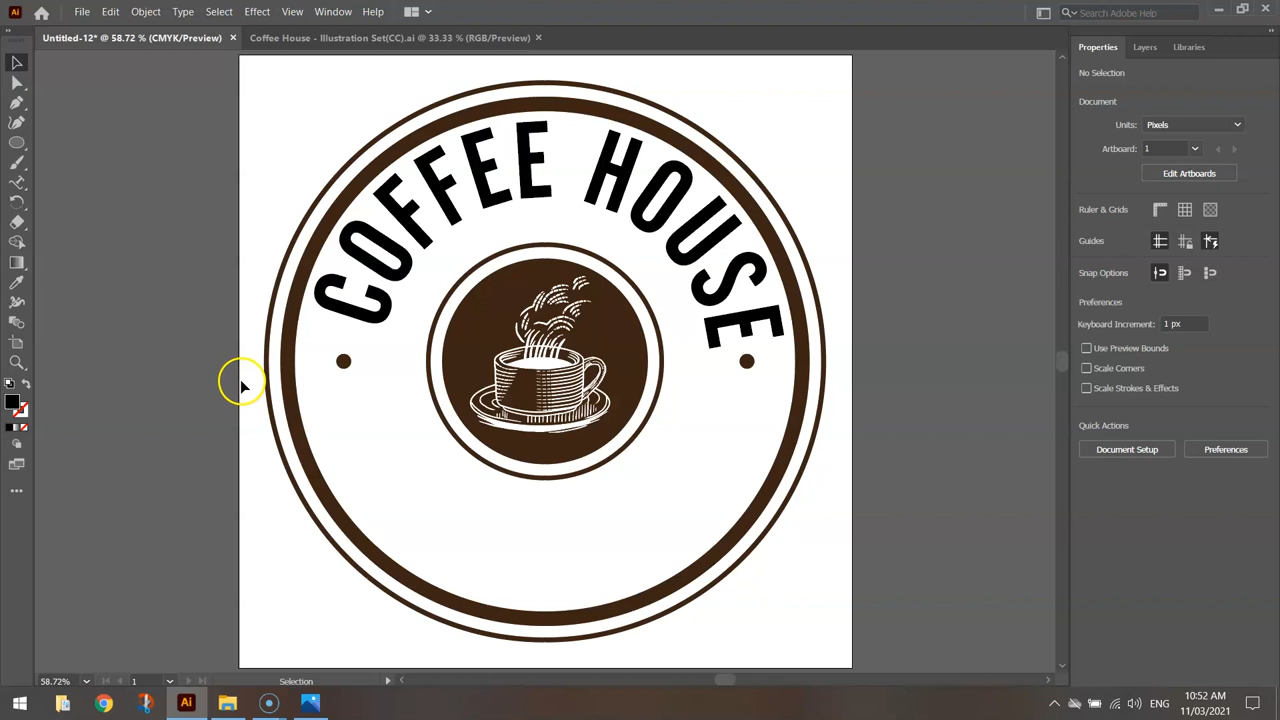 Ai File Edit Object Type Select Effect View Window Help Search Adobe Help
Untitled-12* @ 58.72 % (CMYK/Preview) × Coffee House - Illustration Set(CC).ai @ 33.33 % (RGB/Preview) ×
Properties Layers Libraries
No Selection
Document
Units: Pixels
Artboard: 1
Edit Artboards
Ruler & Grids
Guides
Snap Options
Preferences
Keyboard Increment: 1 px
Use Preview Bounds
Scale Corners
Scale Strokes & Effects
Quick Actions
Document Setup Preferences
COFFEE HOUSE
58.72% 1 Selection
Ai ENG 10:52 AM
11/03/2021